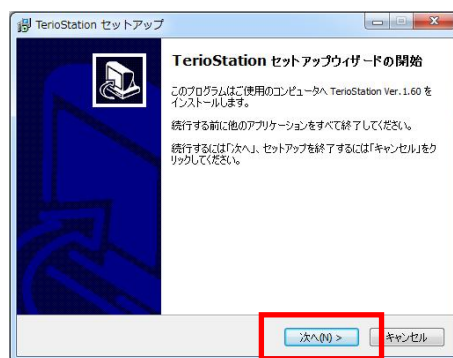 TerioStation セットアップ
TerioStation セットアップウィザードの開始
このプログラムはご使用のコンピュータへ TerioStation Ver.1.60 を
インストールします。
続行する前に他のアプリケーションをすべて終了してください。
続行するには「次へ」、セットアップを終了するには「キャンセル」をク
リックしてください。
次へ(N) >
キャンセル